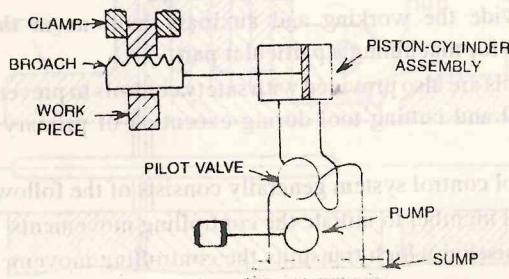 CLAMP
BROACH
WORK
PIECE
PISTON-CYLINDER
ASSEMBLY
PILOT VALVE
PUMP
SUMP